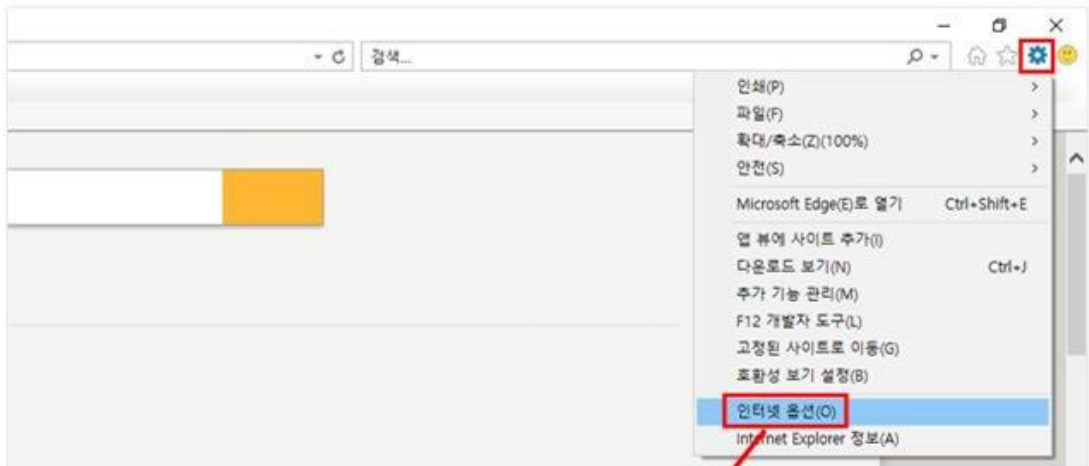 검색...
인쇄(P)
파일(F)
확대/축소(Z)(100%)
안전(S)
Microsoft Edge(E)로 열기 Ctrl+Shift+E
앱 뷰에 사이트 추가(I)
다운로드 보기(N) Ctrl+J
추가 기능 관리(M)
F12 개발자 도구(L)
고정된 사이트로 이동(G)
호환성 보기 설정(B)
인터넷 옵션(O)
Internet Explorer 정보(A)